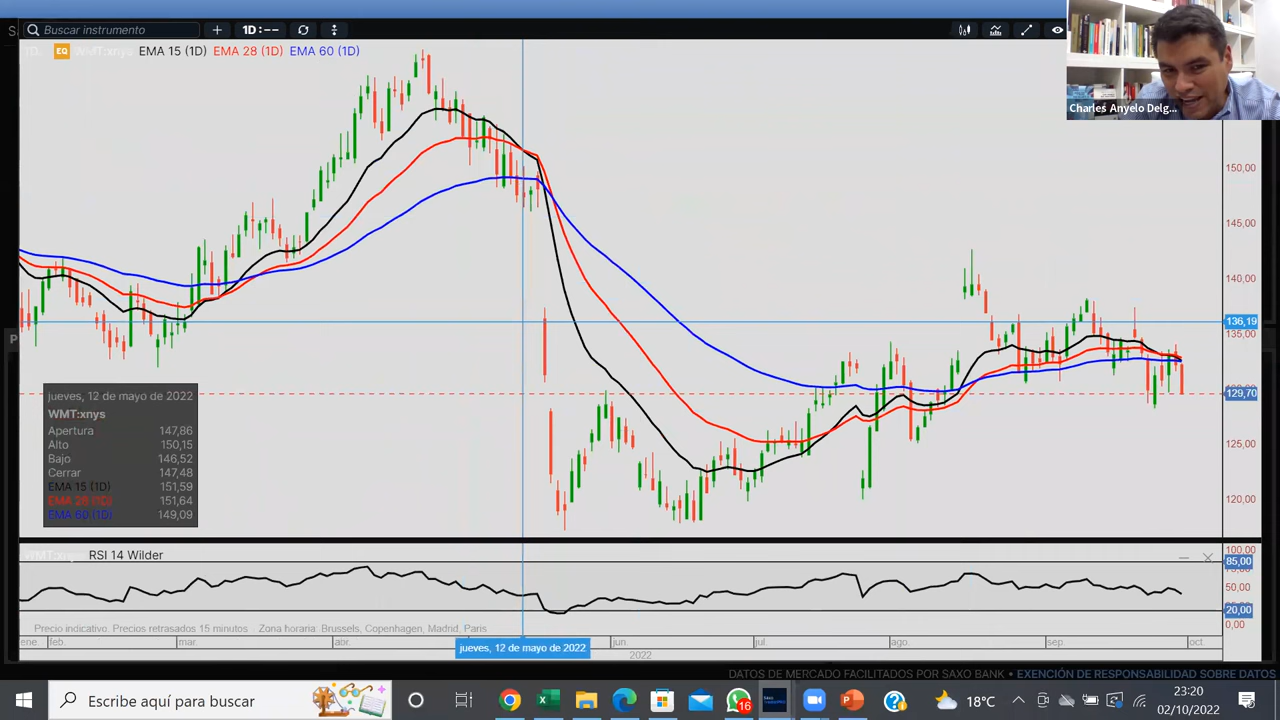 Buscar instrumento
1D:--
1D.
EQ WMT:xnys EMA 15 (1D) EMA 28 (1D) EMA 60 (1D)
Charles Anyelo Delg...
150,00
145,00
140,00
136,19
135,00
129,70
125,00
120,00
jueves, 12 de mayo de 2022
WMT:xnys
Apertura 147,86
Alto 150,15
Bajo 146,52
Cerrar 147,48
EMA 15 (1D) 151,59
EMA 28 (1D) 151,64
EMA 60 (1D) 149,09
WMT:xnys RSI 14 Wilder
100,00
85,00
50,00
20,00
0,00
Precio indicativo. Precios retrasados 15 minutos
Zona horaria: Brussels, Copenhagen, Madrid, Paris
ene. feb. mar. abr. jun. jul. ago. sep. oct.
jueves, 12 de mayo de 2022
2022
DATOS DE MERCADO FACILITADOS POR SAXO BANK • EXENCIÓN DE RESPONSABILIDAD SOBRE DATOS
Escribe aquí para buscar
16
18°C
23:20
02/10/2022